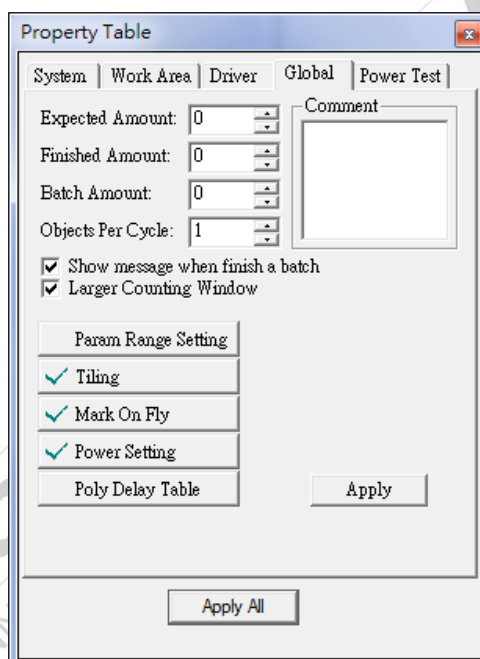 Property Table
System Work Area Driver Global Power Test
Expected Amount: 0
Comment
Finished Amount: 0
Batch Amount: 0
Objects Per Cycle: 1
Show message when finish a batch
Larger Counting Window
Param Range Setting
Tiling
Mark On Fly
Power Setting
Poly Delay Table
Apply
Apply All